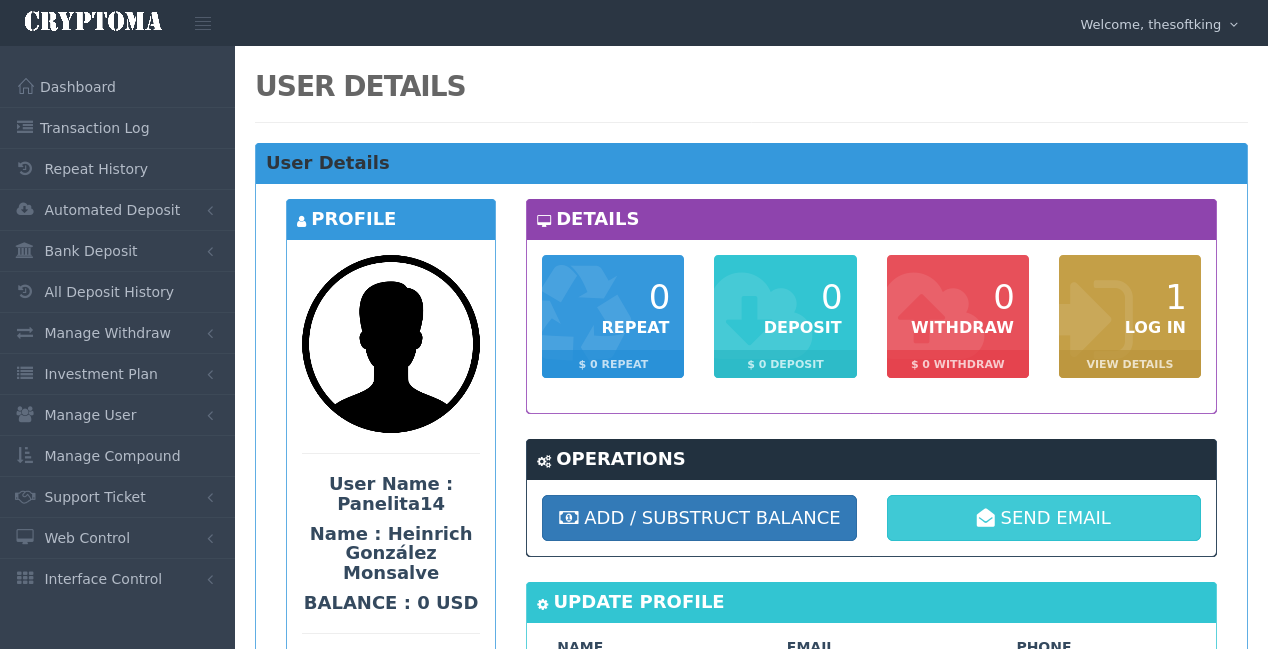 CRYPTOMA
Welcome, thesoftking
Dashboard
Transaction Log
Repeat History
Automated Deposit
Bank Deposit
All Deposit History
Manage Withdraw
Investment Plan
Manage User
Manage Compound
Support Ticket
Web Control
Interface Control
USER DETAILS
User Details
PROFILE
User Name :
Panelita14
Name : Heinrich
González
Monsalve
BALANCE : 0 USD
DETAILS
0
REPEAT
$ 0 REPEAT
0
DEPOSIT
$ 0 DEPOSIT
0
WITHDRAW
$ 0 WITHDRAW
1
LOG IN
VIEW DETAILS
OPERATIONS
ADD / SUBSTRUCT BALANCE
SEND EMAIL
UPDATE PROFILE
NAME
EMAIL
PHONE